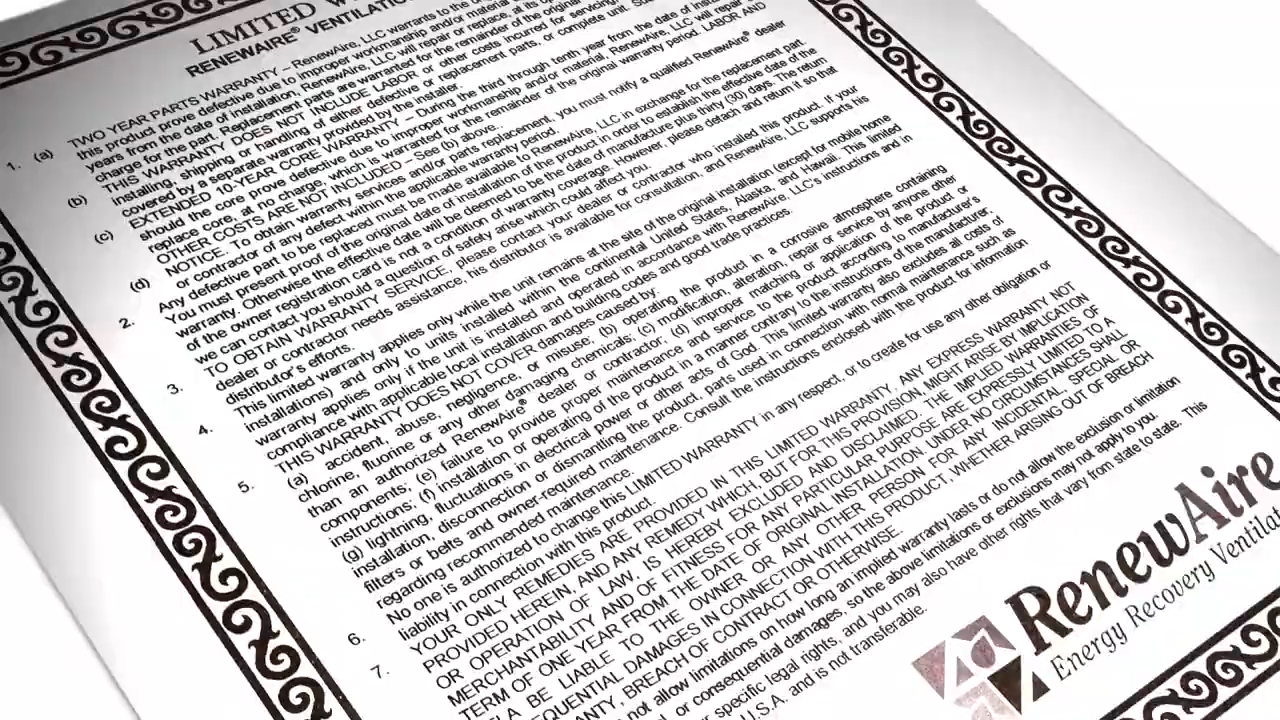 LIMITED W
RENEWAIRE® VENTILATION
1. (a) TWO YEAR PARTS WARRANTY – RenewAire, LLC warrants to the
this product prove defective due to improper workmanship and/or material
years from the date of installation, RenewAire, LLC will repair or replace, at its
charge for the part. Replacement parts are warranted for the remainder of the original
THIS WARRANTY DOES NOT INCLUDE LABOR or other costs incurred for servicing,
installing, shipping or handling of either defective or replacement parts, or complete unit.
covered by a separate warranty provided by the installer.
(b) EXTENDED 10-YEAR CORE WARRANTY – During the third through tenth year from the date of
should the core prove defective due to improper workmanship and/or material, RenewAire, LLC will repair
replace core, at no charge, which is warranted for the remainder of the original warranty period. LABOR AND
OTHER COSTS ARE NOT INCLUDED – See (b) above.
(c) NOTICE: To obtain warranty services and/or parts replacement, you must notify a qualified RenewAire® dealer
or contractor of any defect within the applicable warranty period.
(d) Any defective part to be replaced must be made available to RenewAire, LLC in exchange for the replacement part.
2. You must present proof of the original date of installation of the product in order to establish the effective date of the
warranty. Otherwise the effective date will be deemed to be the date of manufacture plus thirty (30) days. The return
of the owner registration card is not a condition of warranty coverage. However, please detach and return it so that
we can contact you should a question of safety arise which could affect you.
3. TO OBTAIN WARRANTY SERVICE, please contact your dealer or contractor who installed this product. If your
dealer or contractor needs assistance, his distributor is available for consultation, and RenewAire, LLC supports his
distributor's efforts.
4. This limited warranty applies only while the unit remains at the site of the original installation (except for mobile home
installations) and only to units installed within the continental United States, Alaska, and Hawaii. This limited
warranty applies only if the unit is installed and operated in accordance with RenewAire, LLC's instructions and in
compliance with applicable local installation and building codes and good trade practices.
5. THIS WARRANTY DOES NOT COVER damages caused by:
(a) accident, abuse, negligence, or misuse; (b) operating the product in a corrosive atmosphere containing
chlorine, fluorine or any other damaging chemicals; (c) modification, alteration, repair or service by anyone other
than an authorized RenewAire® dealer or contractor; (d) improper matching or application of the product or
components; (e) failure to provide proper maintenance and service to the product according to manufacturer's
instructions; (f) installation or operating of the product in a manner contrary to the instructions of the manufacturer;
(g) lightning, fluctuations in electrical power or other acts of God. This limited warranty also excludes all costs of
installation, disconnection or dismantling the product, parts used in connection with normal maintenance such as
filters or belts and owner-required maintenance. Consult the instructions enclosed with the product for information
regarding recommended maintenance.
6. No one is authorized to change this LIMITED WARRANTY in any respect, or to create for use any other obligation or
liability in connection with this product.
7. YOUR ONLY REMEDIES ARE PROVIDED IN THIS LIMITED WARRANTY, ANY EXPRESS WARRANTY NOT
PROVIDED HEREIN, AND ANY REMEDY WHICH, BUT FOR THIS PROVISION, MIGHT ARISE BY IMPLICATION
OR OPERATION OF LAW, IS HEREBY EXCLUDED AND DISCLAIMED. THE IMPLIED WARRANTIES OF
MERCHANTABILITY AND OF FITNESS FOR ANY PARTICULAR PURPOSE ARE EXPRESSLY LIMITED TO A
TERM OF ONE YEAR FROM THE DATE OF ORIGINAL INSTALLATION. UNDER NO CIRCUMSTANCES SHALL
LA BE LIABLE TO THE OWNER OR ANY OTHER PERSON FOR ANY INCIDENTAL, SPECIAL, OR
EQUENTIAL DAMAGES IN CONNECTION WITH THIS PRODUCT, WHETHER ARISING OUT OF BREACH
ANTY, BREACH OF CONTRACT OR OTHERWISE.
not allow limitations on how long an implied warranty lasts or do not allow the exclusion or limitation
al, or consequential damages, so the above limitations or exclusions may not apply to you.
r specific legal rights, and you may also have other rights that vary from state to state. This
U.S.A. and is not transferable.
RenewAire
Energy Recovery Ventilat